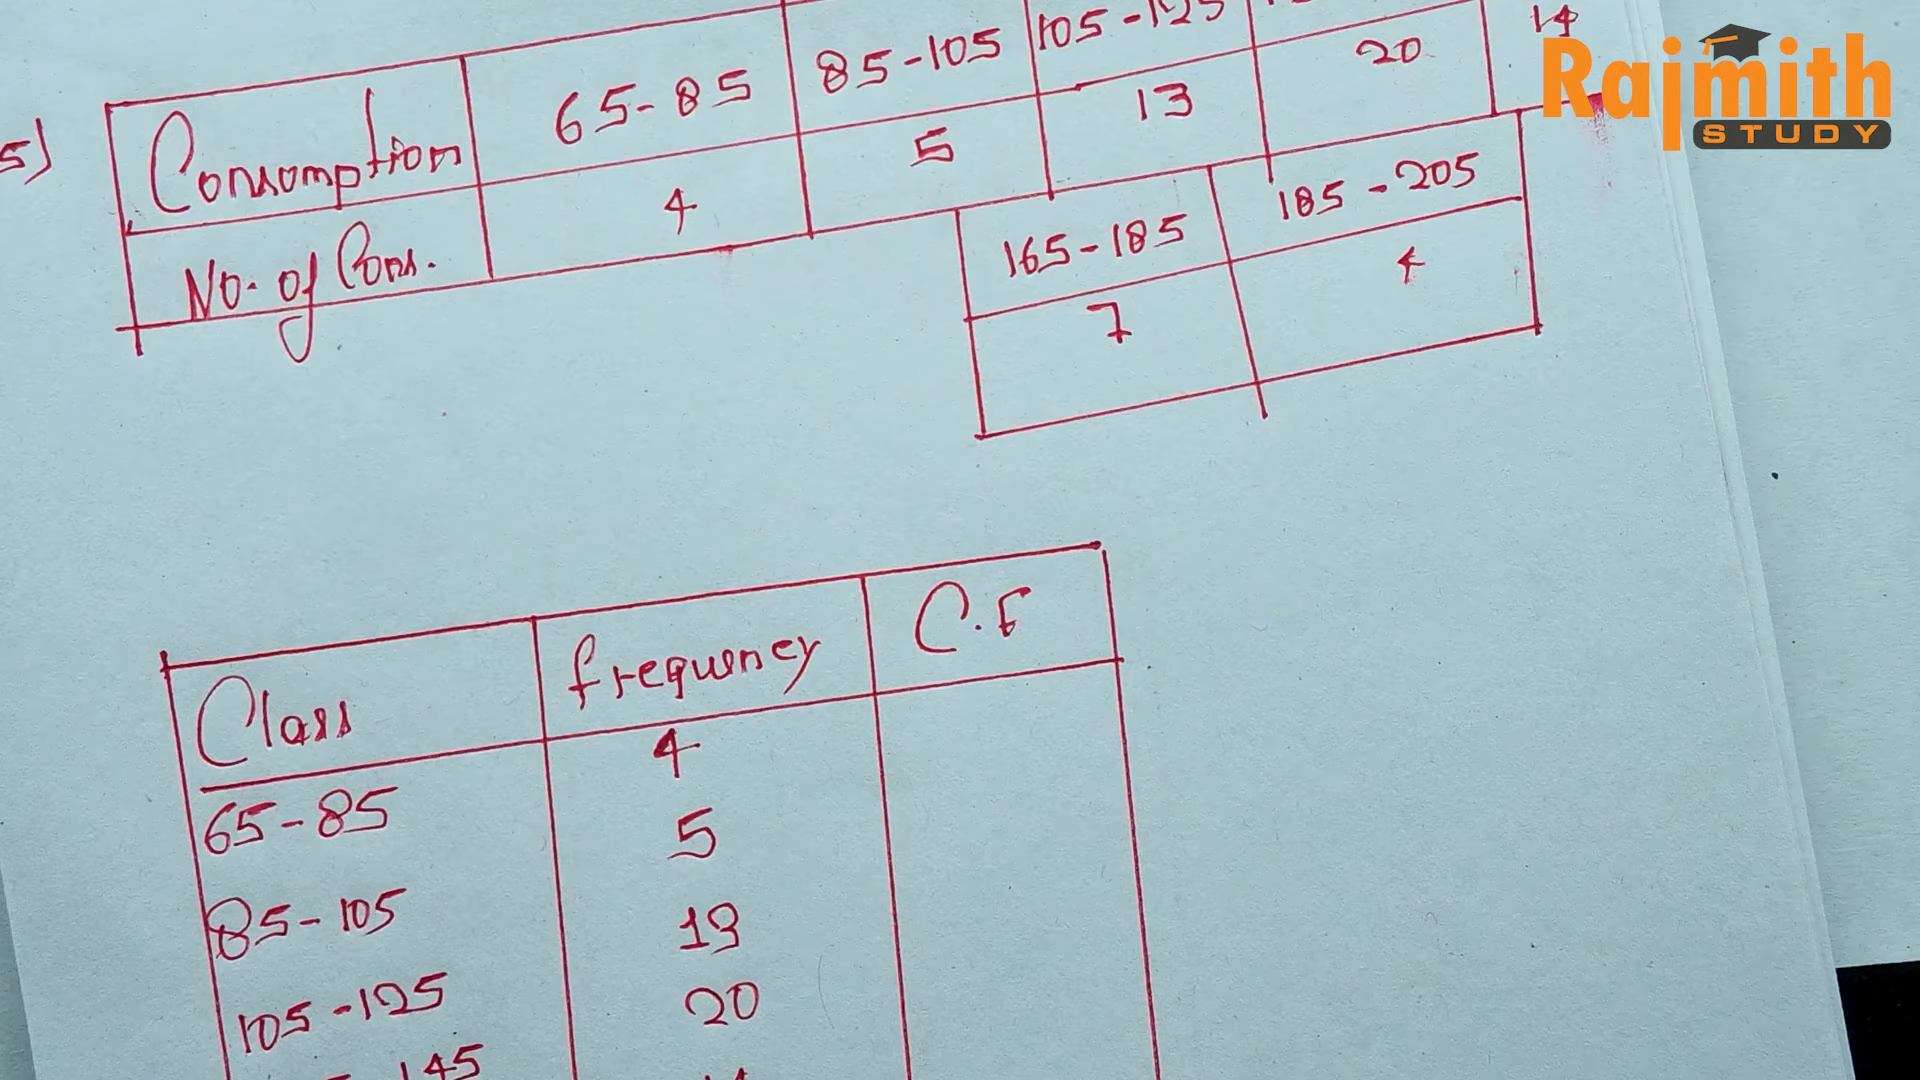 5)
Consomption 65-85 85-105 105-125
No. of Cons. 4 5 13 20 14
165-185 185-205
7 4
Class frequency C.F
65-85 4
85-105 5
105-125 13
145 20
Rajmith
STUDY